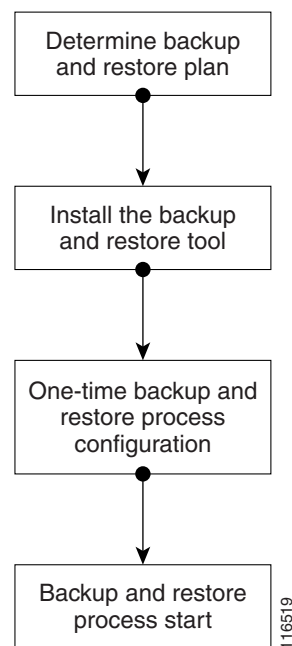 Determine backup
and restore plan
Install the backup
and restore tool
One-time backup and
restore process
configuration
Backup and restore
process start
116519